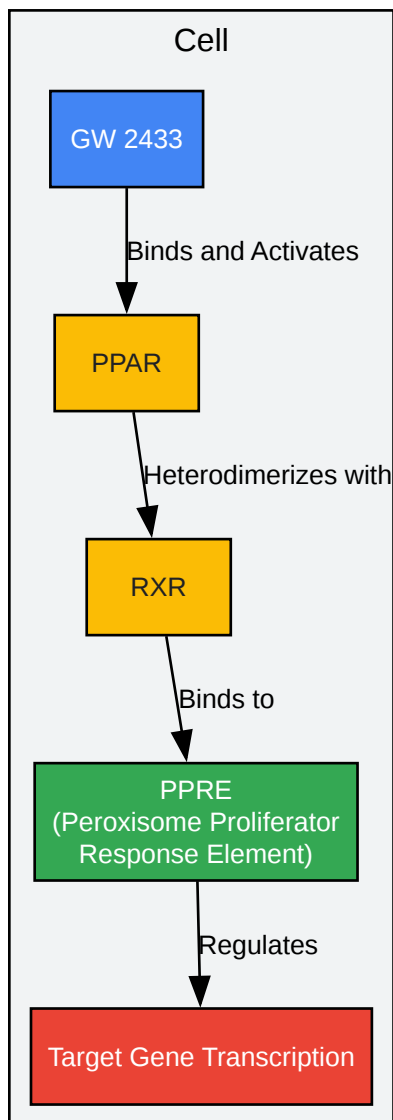 Cell
GW 2433
Binds and Activates
PPAR
Heterodimerizes with
RXR
Binds to
PPRE
(Peroxisome Proliferator
Response Element)
Regulates
Target Gene Transcription